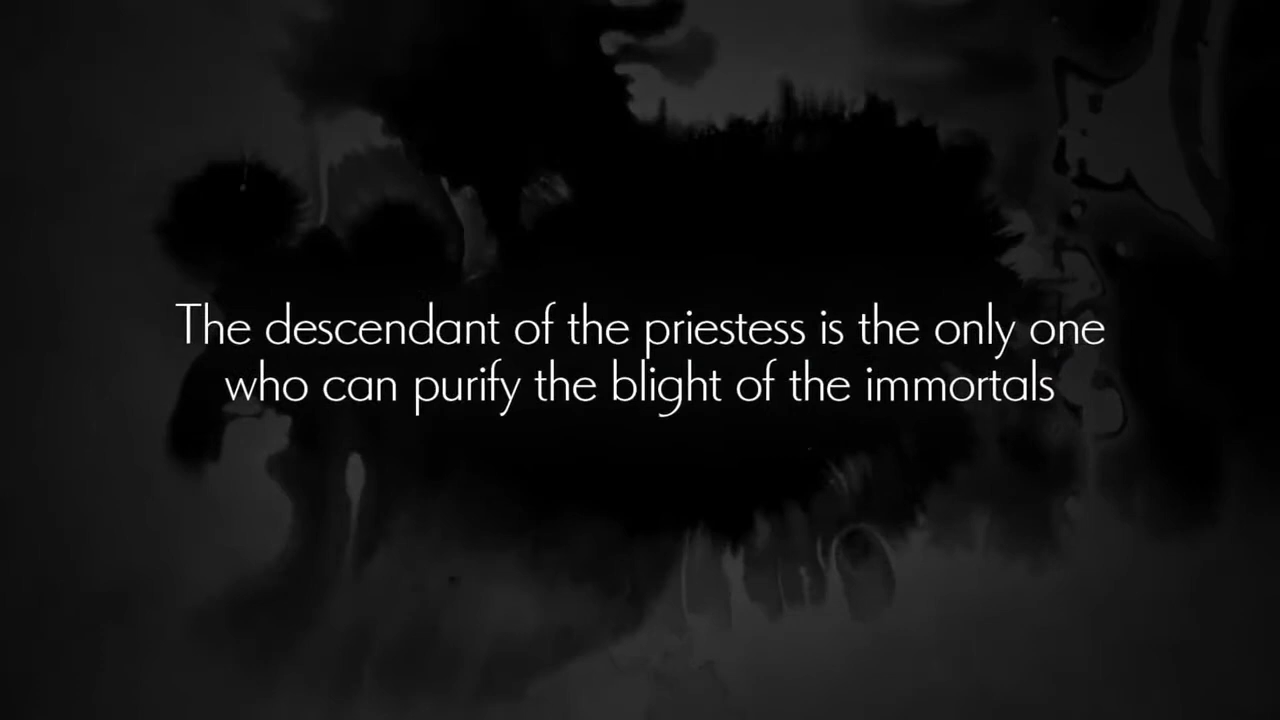 The descendant of the priestess is the only one
who can purify the blight of the immortals